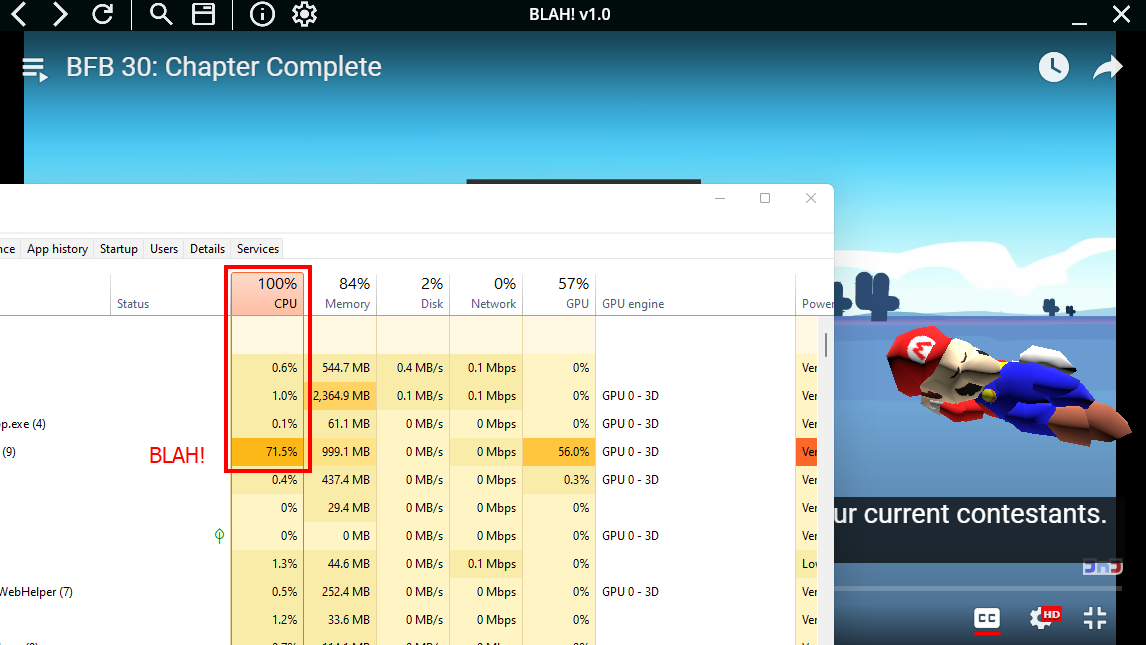 BLAH! v1.0
BFB 30: Chapter Complete
nce App history Startup Users Details Services
100% 84% 2% 0% 57%
Status CPU Memory Disk Network GPU GPU engine Power
0.6% 544.7 MB 0.4 MB/s 0.1 Mbps 0% Ver
1.0% 2,364.9 MB 0.1 MB/s 0.1 Mbps 0% GPU 0 - 3D Ver
p.exe (4) 0.1% 61.1 MB 0 MB/s 0 Mbps 0% GPU 0 - 3D Ver
(9) BLAH! 71.5% 999.1 MB 0 MB/s 0 Mbps 56.0% GPU 0 - 3D Ver
0.4% 437.4 MB 0 MB/s 0 Mbps 0.3% GPU 0 - 3D Ver
0% 29.4 MB 0 MB/s 0 Mbps 0% Ver
0% 0 MB 0 MB/s 0 Mbps 0% GPU 0 - 3D Ver
1.3% 44.6 MB 0 MB/s 0.1 Mbps 0% Lov
WebHelper (7) 0.5% 252.4 MB 0 MB/s 0 Mbps 0% GPU 0 - 3D Ver
1.2% 33.6 MB 0 MB/s 0 Mbps 0% Ver
M
ur current contestants.
CC HD